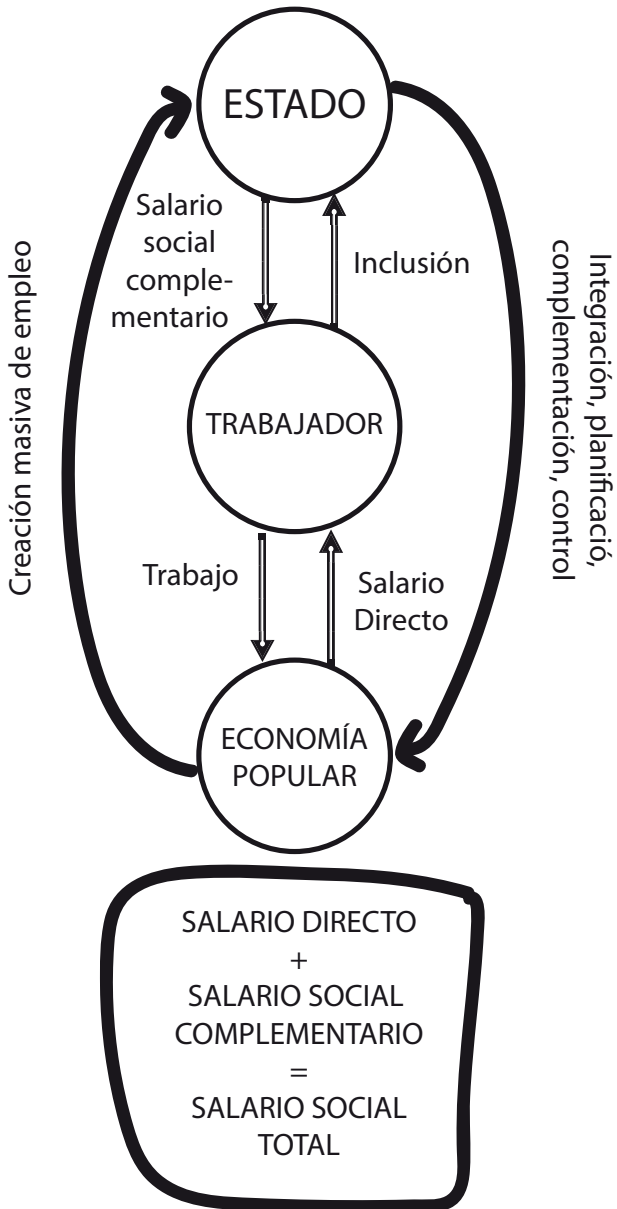 ESTADO
Salario
social
comple-
mentario
Inclusión
Creación masiva de empleo
Integración, planificació,
complementación, control
TRABAJADOR
Trabajo
Salario
Directo
ECONOMÍA
POPULAR
SALARIO DIRECTO
+
SALARIO SOCIAL
COMPLEMENTARIO
=
SALARIO SOCIAL
TOTAL